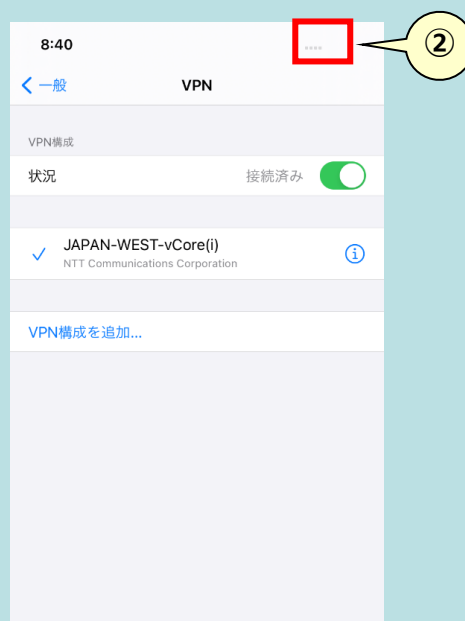 8:40
②
一般
VPN
VPN構成
状況
接続済み
JAPAN-WEST-vCore(i)
NTT Communications Corporation
VPN構成を追加...